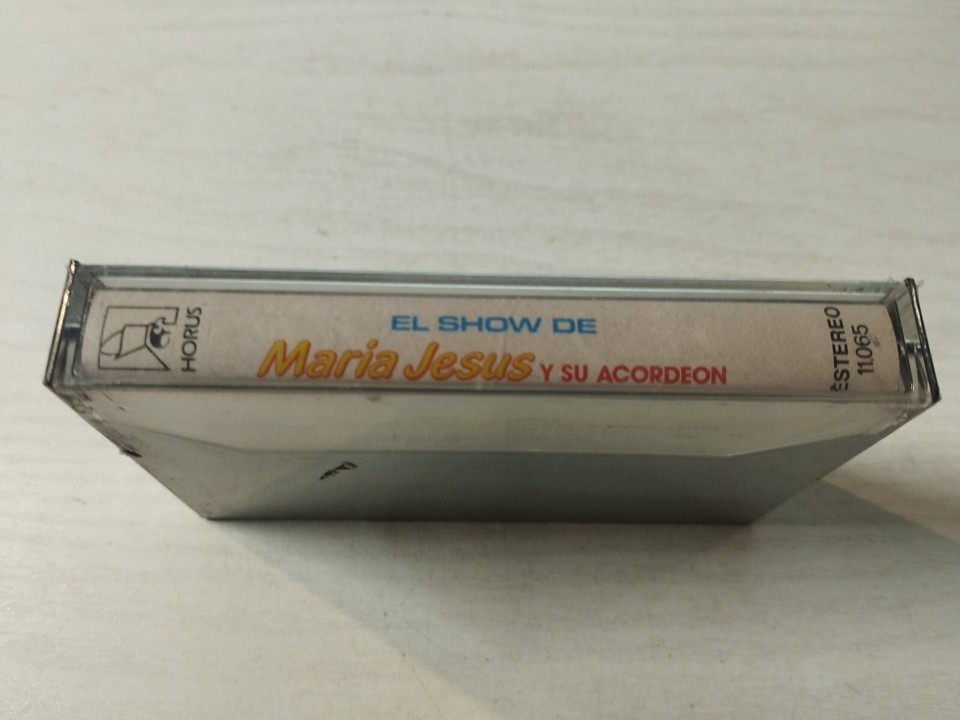 HORUS
EL SHOW DE
Maria Jesus Y SU ACORDEON
ESTEREO
11.065